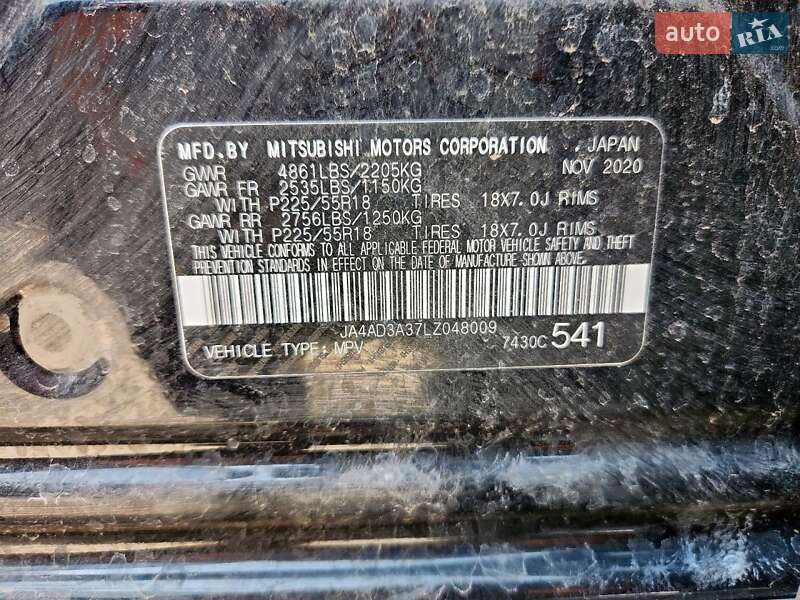 auto RIA
MFD.BY MITSUBISHI MOTORS CORPORATION JAPAN
GVWR 4861LBS/2205KG NOV 2020
GAWR FR 2535LBS/1150KG
WITH P225/55R18 TIRES 18X7.0J RIMS
GAWR RR 2756LBS/1250KG
WITH P225/55R18 TIRES 18X7.0J RIMS
THIS VEHICLE CONFORMS TO ALL APPLICABLE FEDERAL MOTOR VEHICLE SAFETY AND THEFT
PREVENTION STANDARDS IN EFFECT ON THE DATE OF MANUFACTURE SHOWN ABOVE.
JA4AD3A37LZ048009
VEHICLE TYPE: MPV 7430C 541